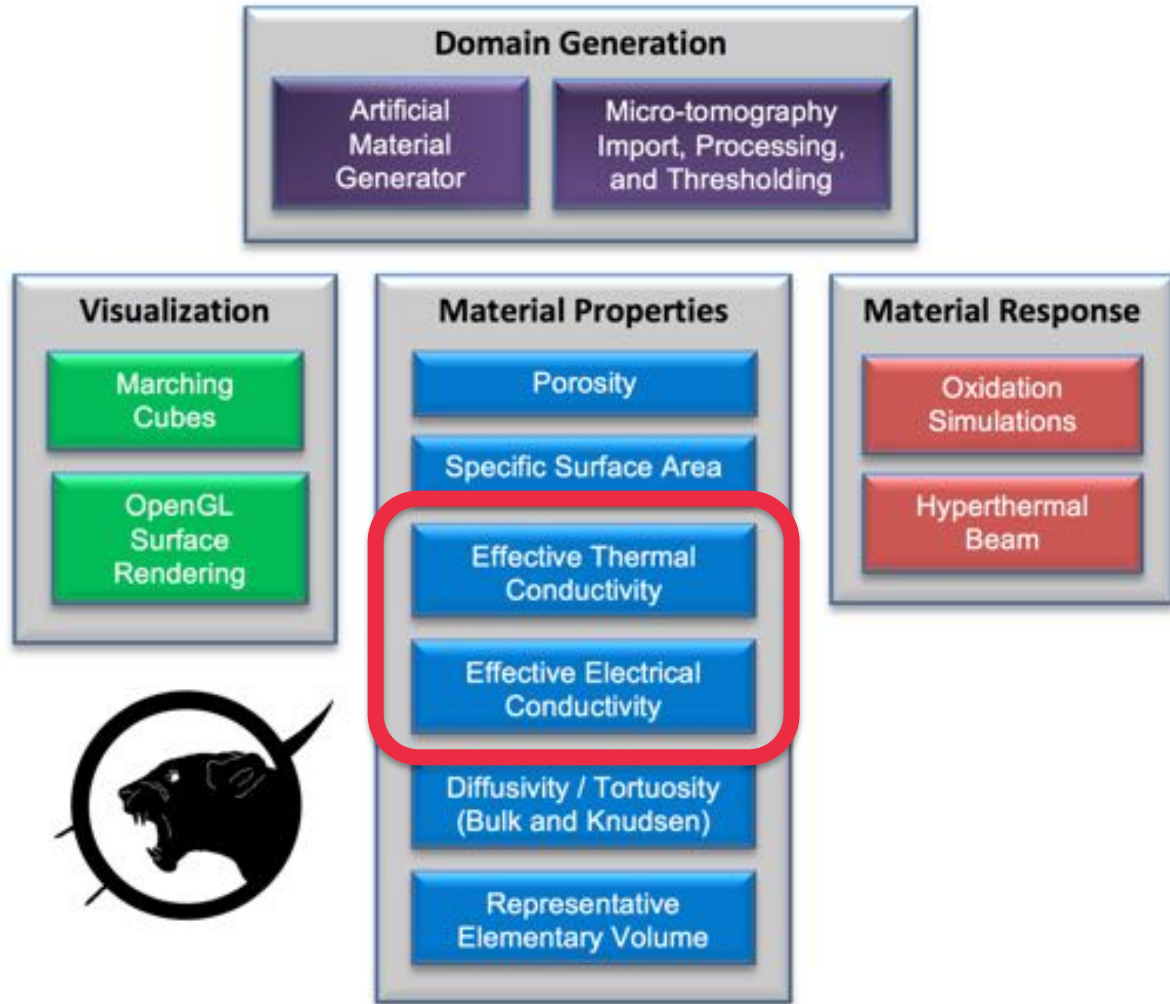 Domain Generation
Artificial
Material
Generator
Micro-tomography
Import, Processing,
and Thresholding
Visualization
Marching
Cubes
OpenGL
Surface
Rendering
Material Properties
Porosity
Specific Surface Area
Effective Thermal
Conductivity
Effective Electrical
Conductivity
Diffusivity / Tortuosity
(Bulk and Knudsen)
Representative
Elementary Volume
Material Response
Oxidation
Simulations
Hyperthermal
Beam